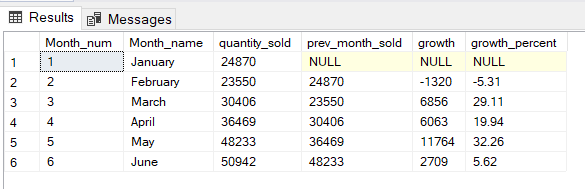 Results Messages
Month_num Month_name quantity_sold prev_month_sold growth growth_percent
1 1 January 24870 NULL NULL NULL
2 2 February 23550 24870 -1320 -5.31
3 3 March 30406 23550 6856 29.11
4 4 April 36469 30406 6063 19.94
5 5 May 48233 36469 11764 32.26
6 6 June 50942 48233 2709 5.62